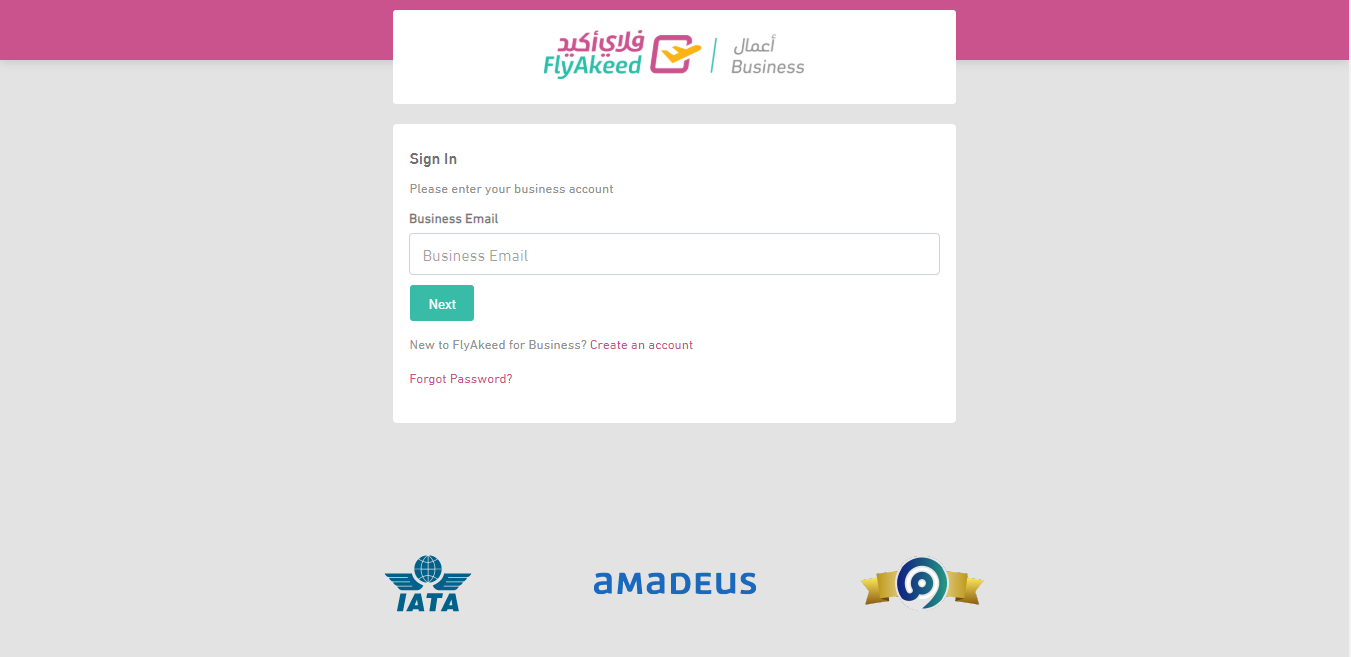 فلاي أكيد
FlyAkeed
أعمال
Business
Sign In
Please enter your business account
Business Email
Business Email
Next
New to FlyAkeed for Business? Create an account
Forgot Password?
IATA
amadeus